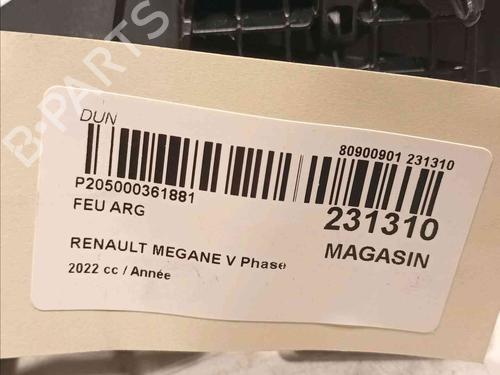 DUN
80900901 231310
P205000361881
FEU ARG
231310
RENAULT MEGANE V Phase
MAGASIN
2022 cc / Année
B-PARTS